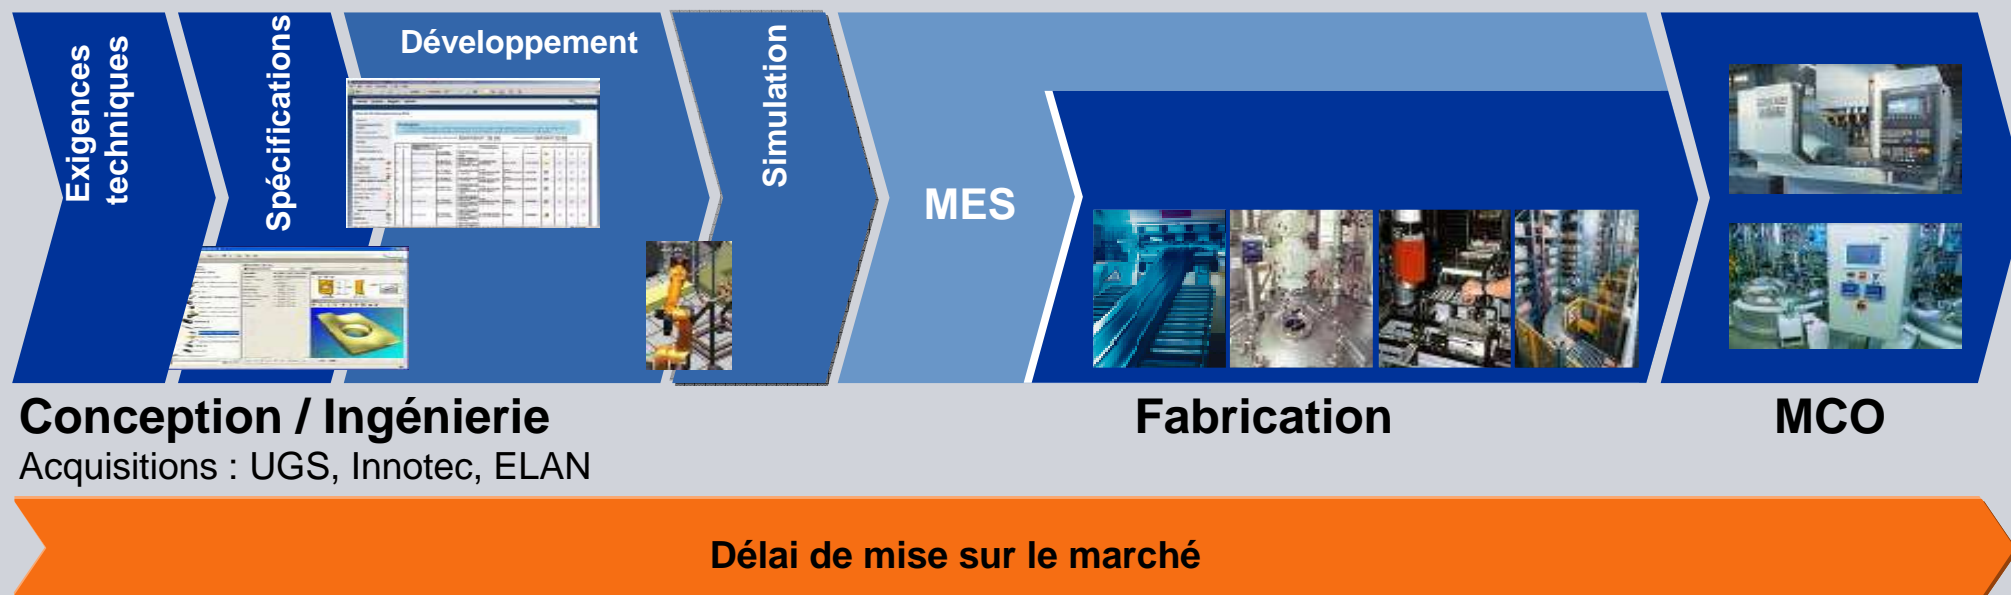 Exigences
techniques
Spécifications
Développement
Simulation
MES
Conception / Ingénierie
Acquisitions : UGS, Innotec, ELAN
Fabrication
MCO
Délai de mise sur le marché